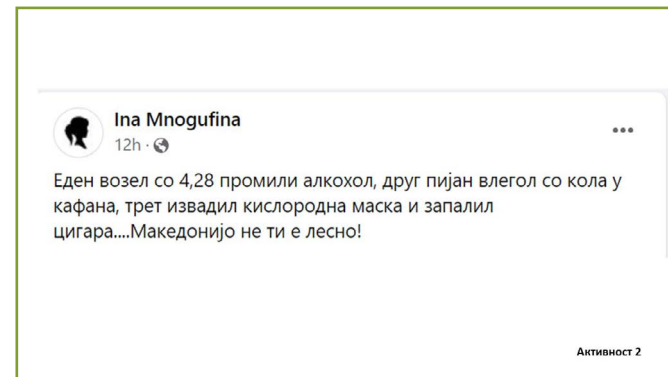 Ina Mnogufina
12h ·
Еден возел со 4,28 промили алкохол, друг пијан влегол со кола у
кафана, трет извадил кислородна маска и запалил
цигара....Македонијо не ти е лесно!
Активност 2